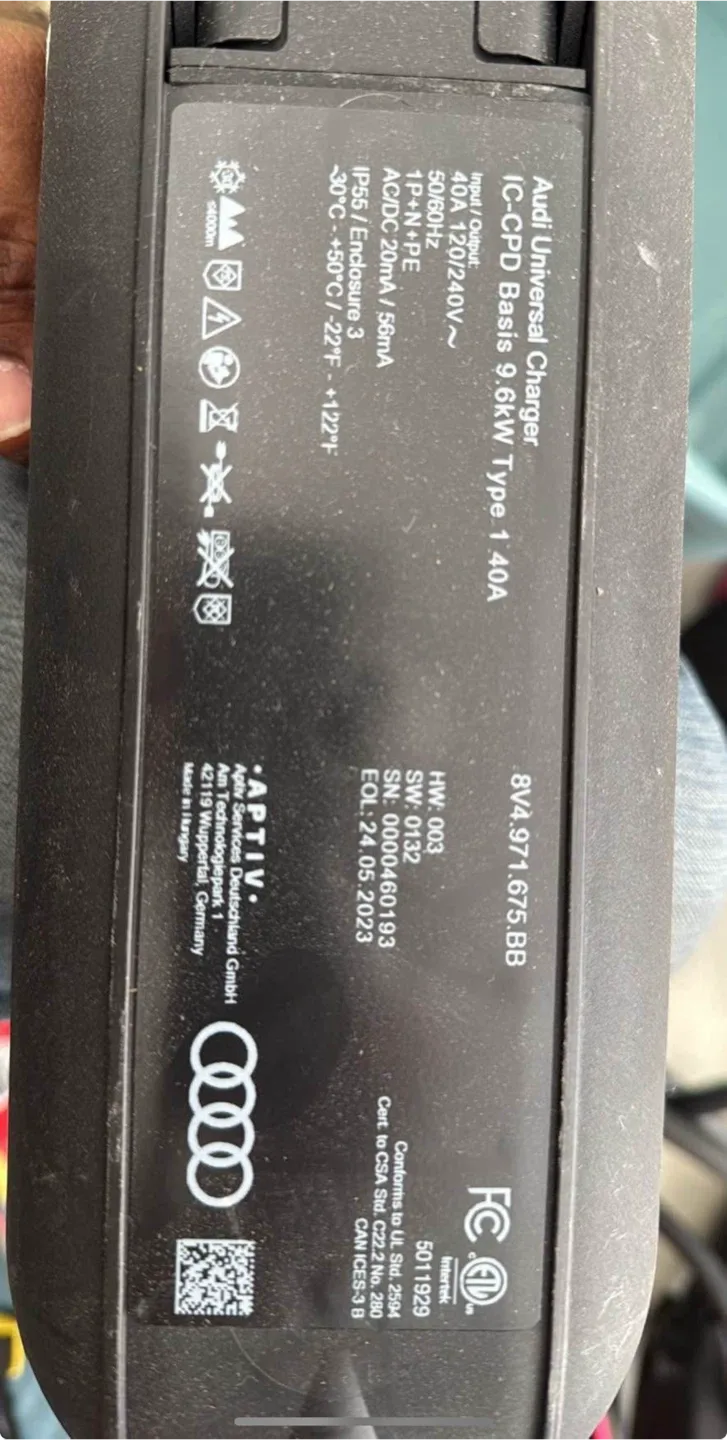 Audi Universal Charger
IC-CPD Basis 9.6kW Type 1 40A
Input / Output:
40A 120/240V~
50/60Hz
1P+N+PE
AC/DC 20mA / 56mA
IP55 / Enclosure 3
-30°C - +50°C / -22°F - +122°F
≤4000m
8V4.971.675.BB
HW: 003
SW: 0132
SN: 0000460193
EOL: 24.05.2023
·APTIV·
Aptiv Services Deutschland GmbH
Am Technologiepark 1
42119 Wuppertal, Germany
Made in Hungary
FC
c ETL us
Intertek
5011929
Conforms to UL Std. 2594
Cert. to CSA Std. C22.2 No. 280
CAN ICES-3 B